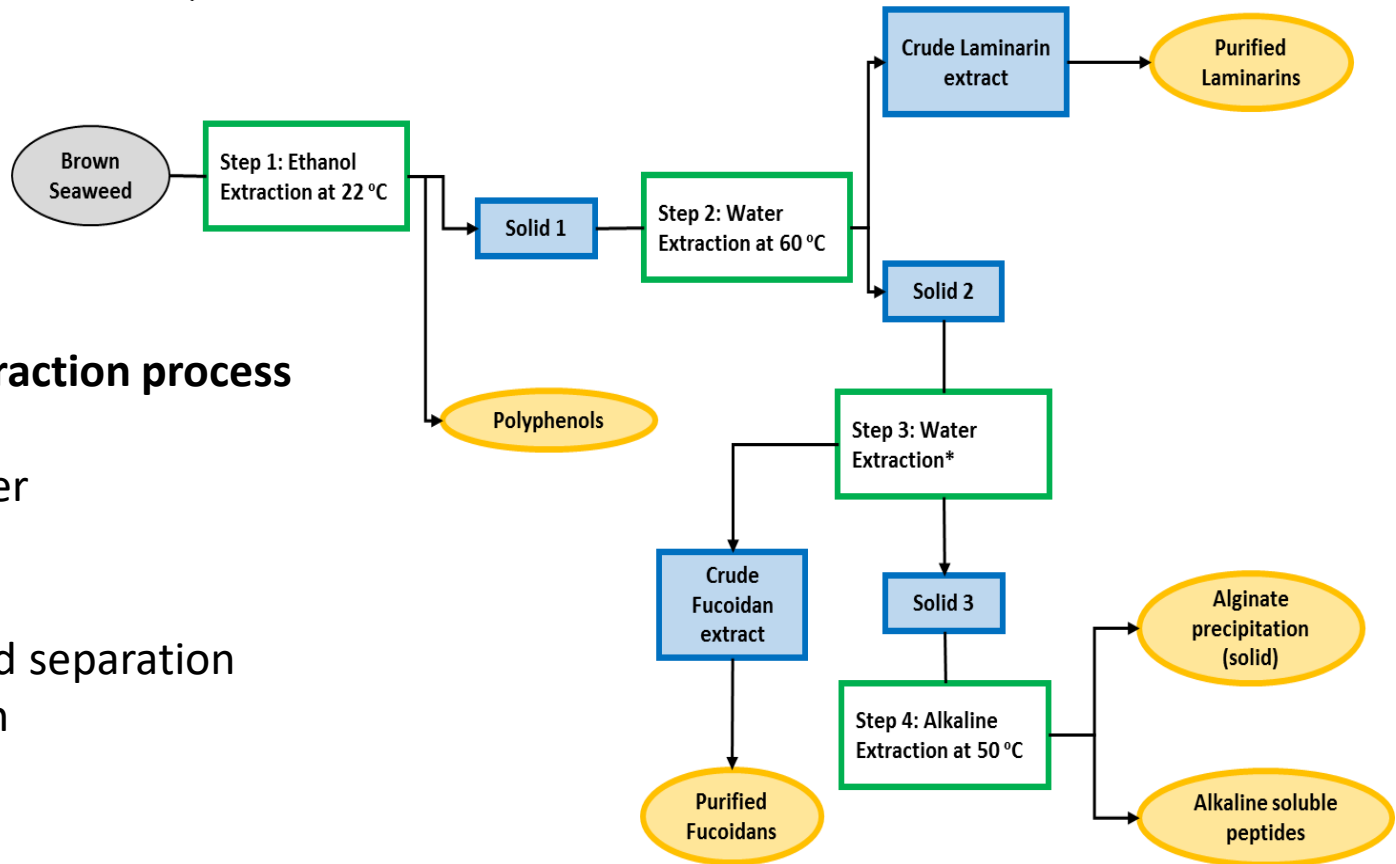 Crude Laminarin
extract
Purified
Laminarins
Brown
Seaweed
Step 1: Ethanol
Extraction at 22 °C
Solid 1
Step 2: Water
Extraction at 60 °C
Solid 2
raction process
Polyphenols
Step 3: Water
Extraction*
er
Crude
Fucoidan
extract
Solid 3
Alginate
precipitation
(solid)
d separation
Step 4: Alkaline
Extraction at 50 °C
Purified
Fucoidans
Alkaline soluble
peptides